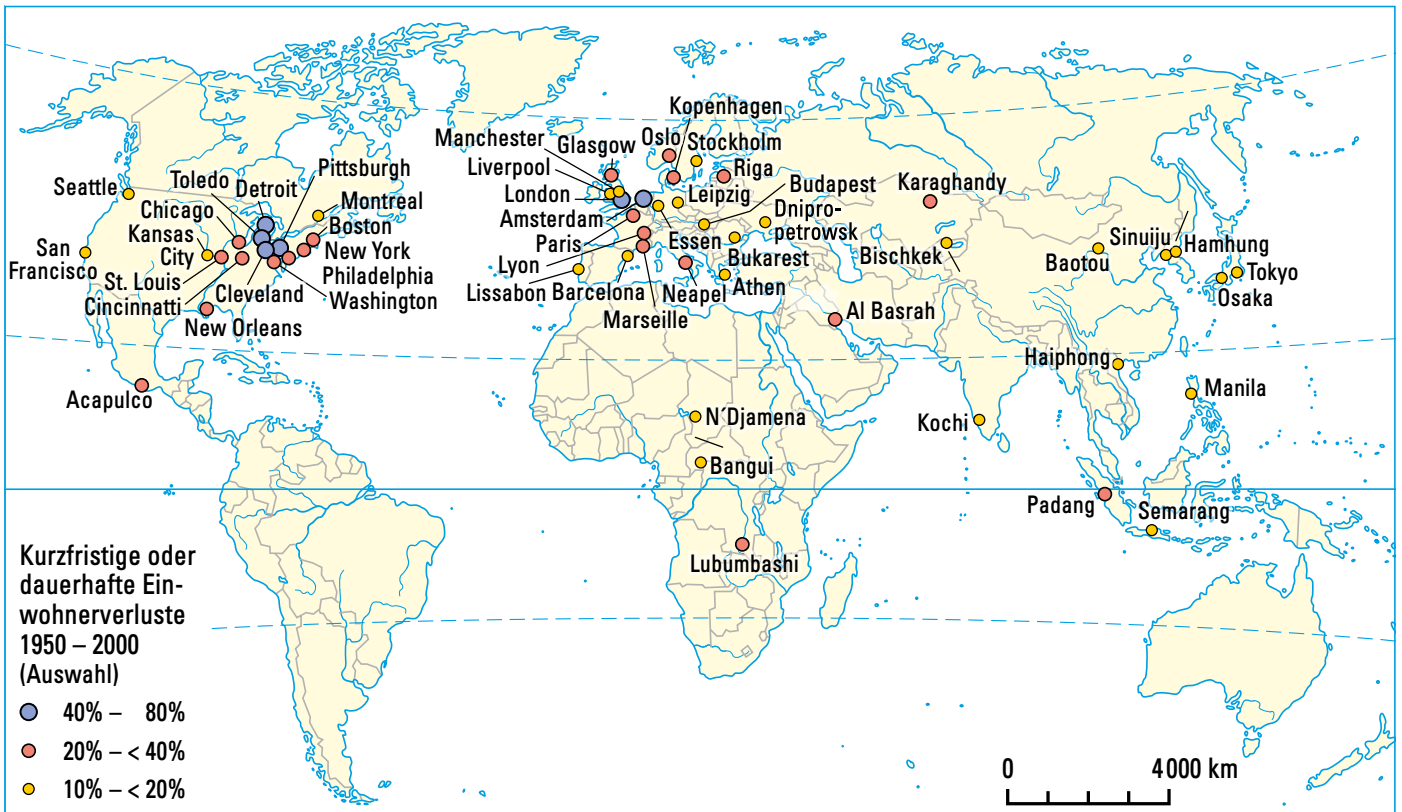 Kopenhagen
Manchester
Glasgow
Oslo
Stockholm
Liverpool
Riga
London
Leipzig
Budapest
Amsterdam
Dnipro-
petrowsk
Paris
Essen
Lyon
Bukarest
Lissabon
Barcelona
Neapel
Athen
Marseille
Karaghandy
Bischkek
Al Basrah
Seattle
Toledo
Detroit
Pittsburgh
Chicago
Montreal
Kansas
City
Boston
San
Francisco
New York
St. Louis
Philadelphia
Cincinnatti
Cleveland
Washington
New Orleans
Acapulco
Baotou
Sinuiju
Hamhung
Tokyo
Osaka
Haiphong
Manila
Kochi
N´Djamena
Bangui
Padang
Semarang
Lubumbashi
Kurzfristige oder
dauerhafte Ein-
wohnerverluste
1950 – 2000
(Auswahl)
40% – 80%
20% – < 40%
10% – < 20%
0 4000 km